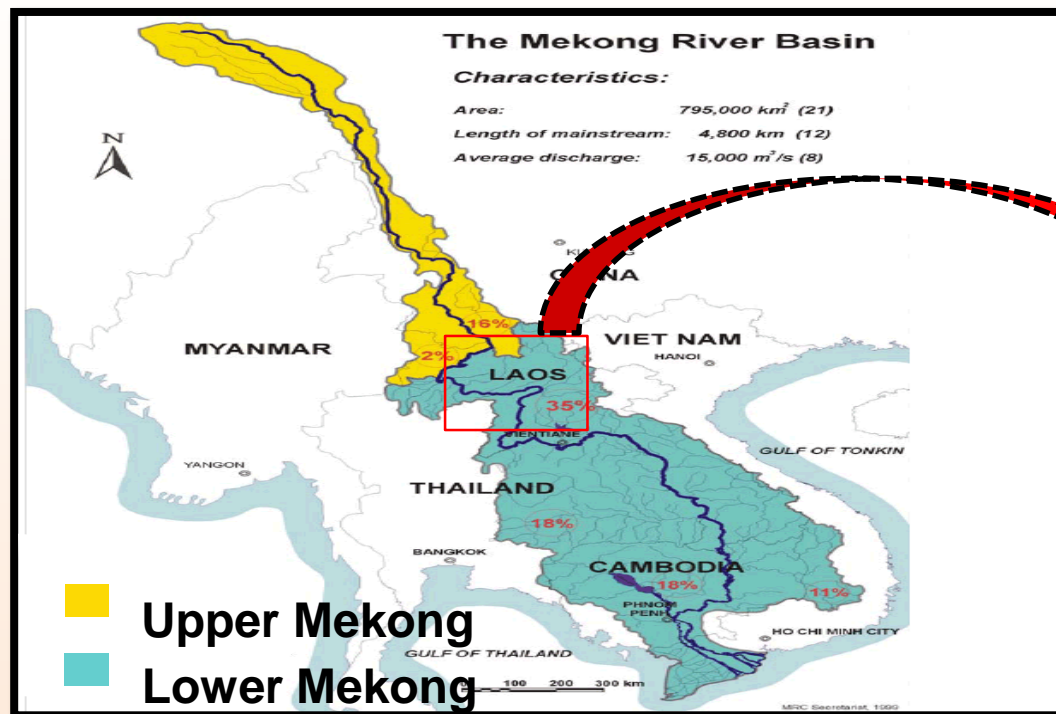 The Mekong River Basin
Characteristics:
Area: 795,000 km² (21)
Length of mainstream: 4,800 km (12)
Average discharge: 15,000 m³/s (8)
N
VIET NAM
HANOI
16%
MYANMAR
2%
LAOS
35%
VIENTIANE
GULF OF TONKIN
YANGON
THAILAND
18%
BANGKOK
CAMBODIA
18%
11%
PHNOM
PENH
HO CHI MINH CITY
Upper Mekong
GULF OF THAILAND
Lower Mekong
0 100 200 300 km
MRC Secretariat, 1999